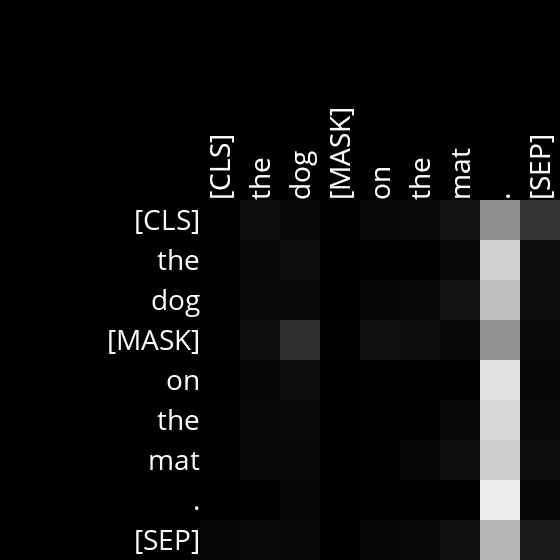 [CLS] the dog [MASK] on the mat . [SEP]
[CLS]
the
dog
[MASK]
on
the
mat
.
[SEP]